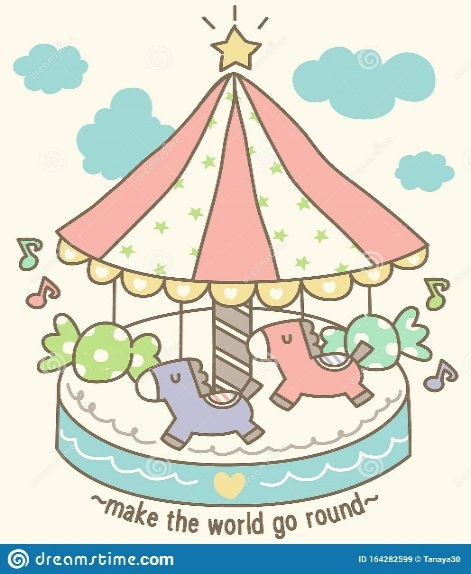 ~make the world go round~
dreamstime.com
ID 164282599 © Tanaya30